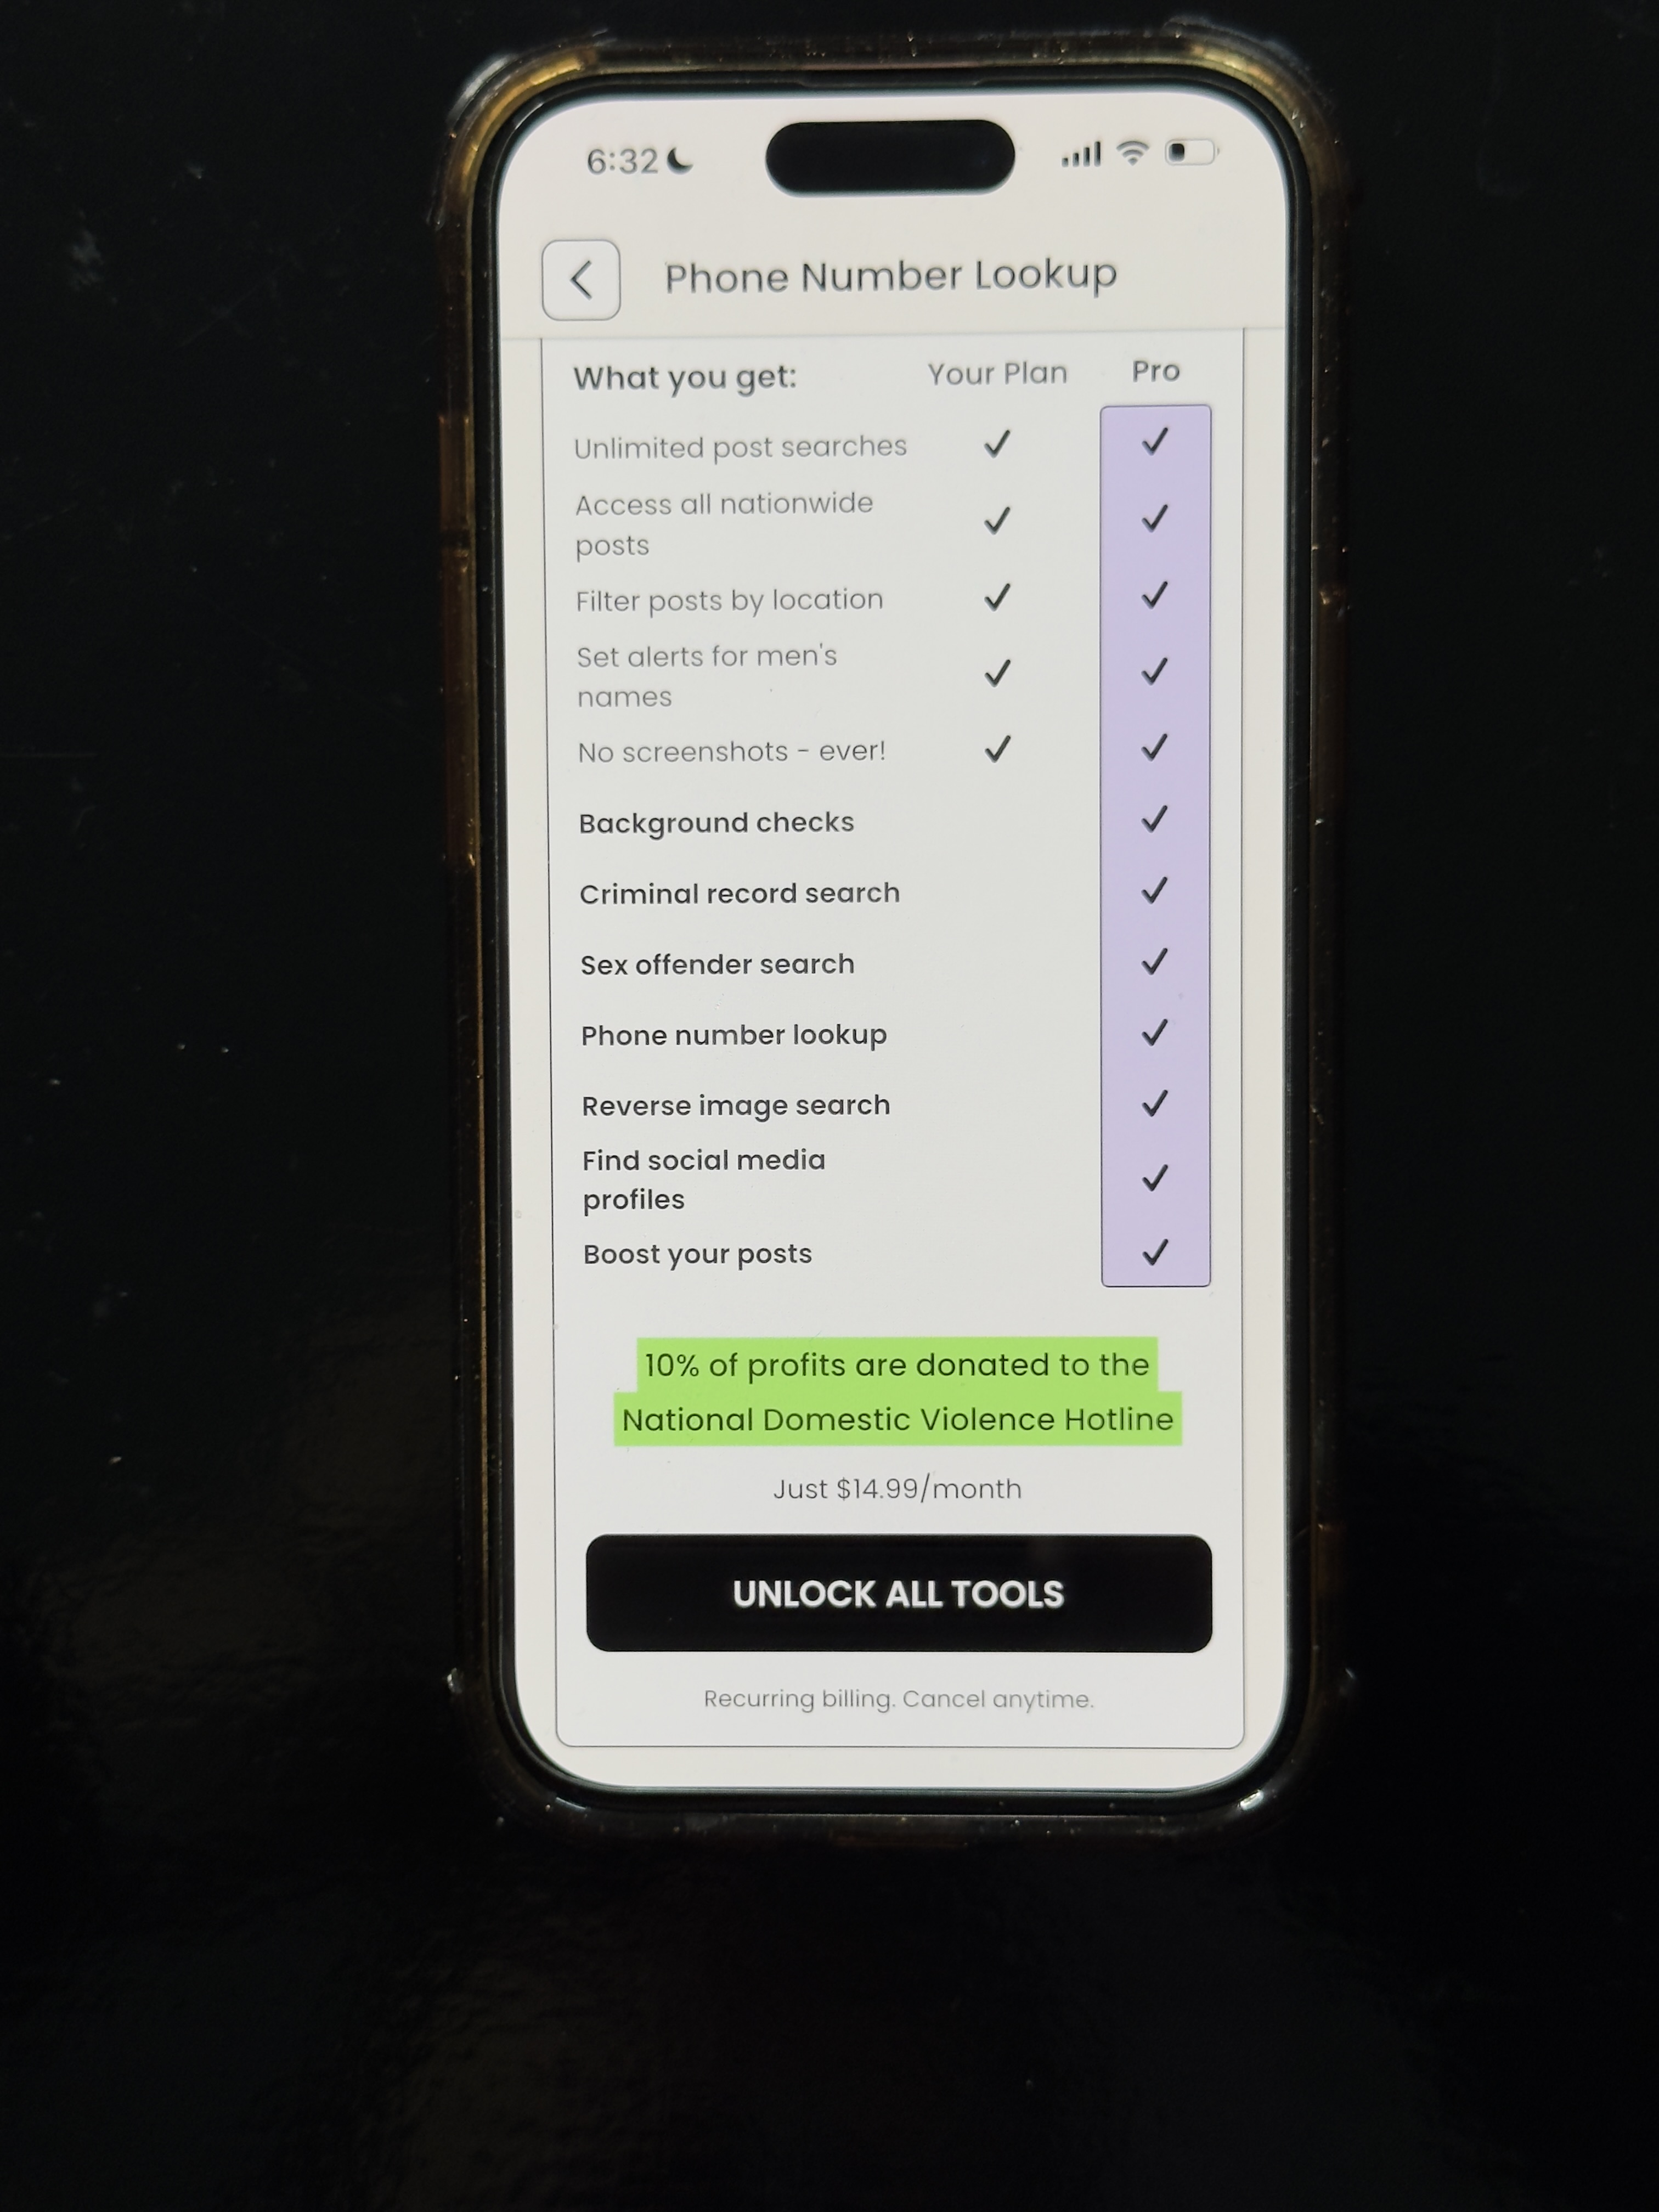 6:32
Phone Number Lookup
What you get: Your Plan Pro
Unlimited post searches
Access all nationwide
posts
Filter posts by location
Set alerts for men's
names
No screenshots - ever!
Background checks
Criminal record search
Sex offender search
Phone number lookup
Reverse image search
Find social media
profiles
Boost your posts
10% of profits are donated to the
National Domestic Violence Hotline
Just $14.99/month
UNLOCK ALL TOOLS
Recurring billing. Cancel anytime.